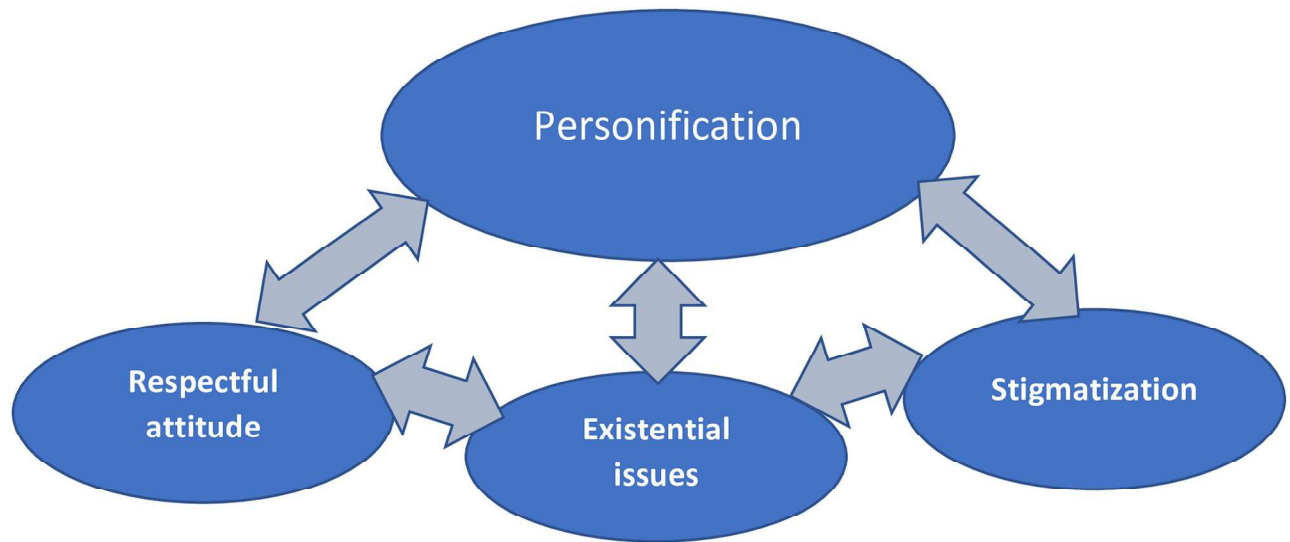 Personification
Respectful
attitude
Existential
issues
Stigmatization